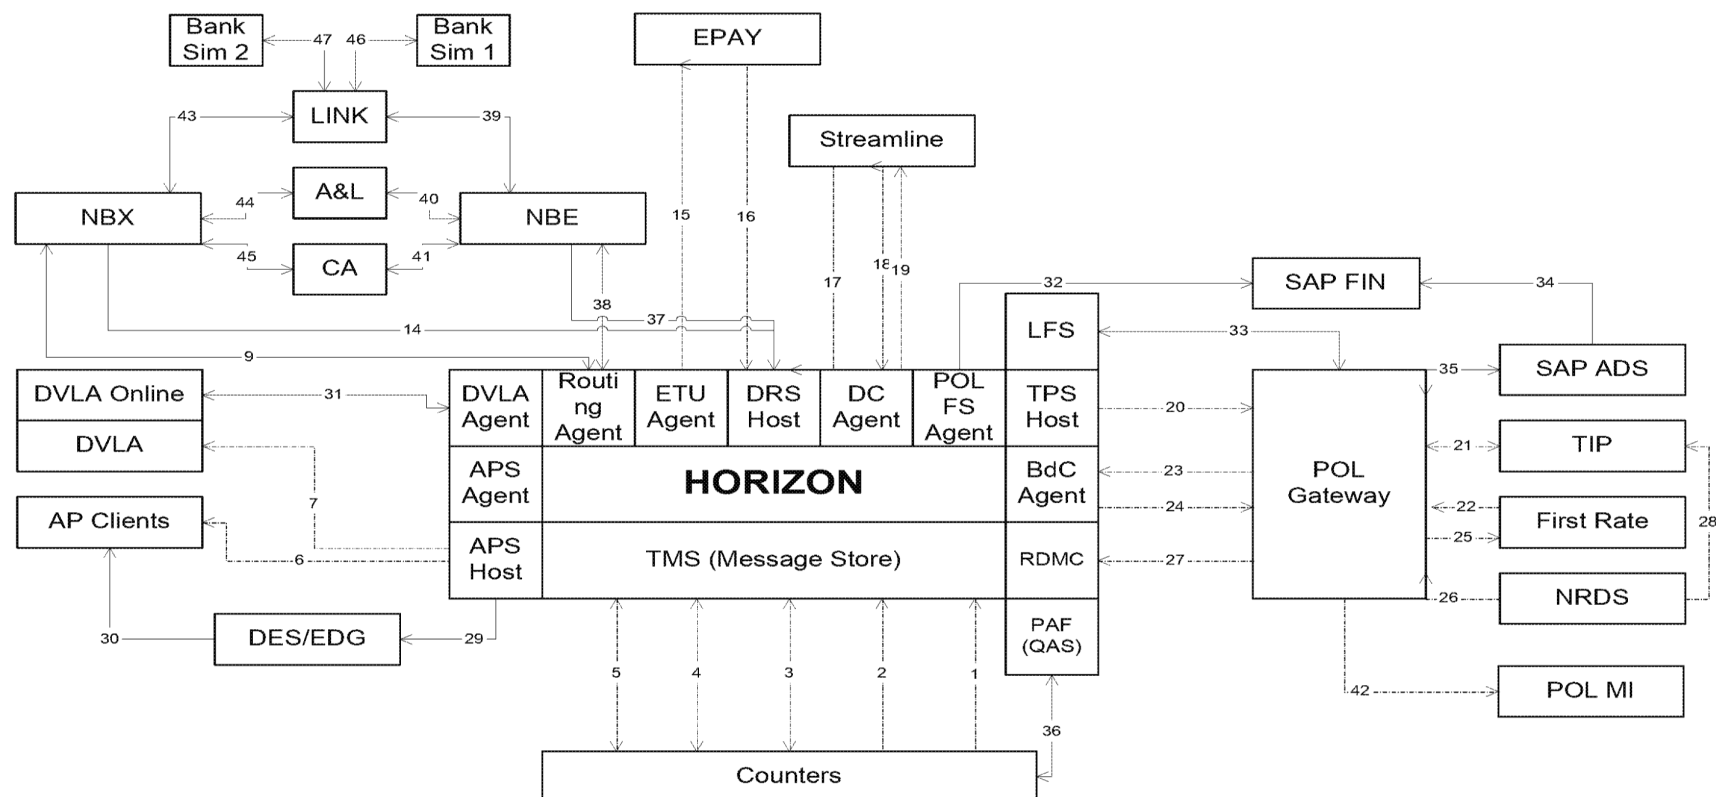 Bank
Sim 2
47
46
Bank
Sim 1
EPAY
LINK
43
39
Streamline
A&L
44
40
NBX
NBE
15
16
45
CA
41
17
18
19
38
32
SAP FIN
34
14
37
LFS
33
9
DVLA Online
31
DVLA
Agent
Routi
ng
Agent
ETU
Agent
DRS
Host
DC
Agent
POL
FS
Agent
TPS
Host
20
35
SAP ADS
DVLA
21
TIP
APS
Agent
HORIZON
BdC
Agent
23
24
POL
Gateway
7
AP Clients
22
First Rate
25
28
6
APS
Host
TMS (Message Store)
RDMC
27
26
NRDS
30
DES/EDG
29
PAF
(QAS)
5
4
3
2
1
42
POL MI
36
Counters